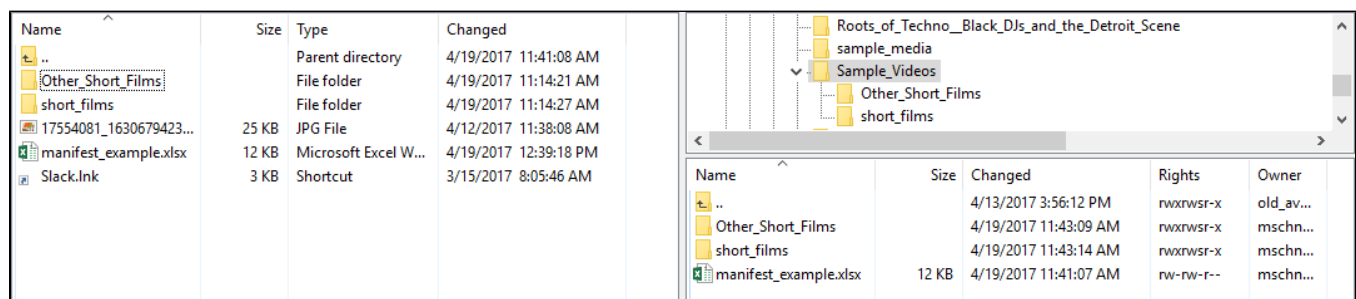 Name Size Type Changed
.. Parent directory 4/19/2017 11:41:08 AM
Other_Short_Films File folder 4/19/2017 11:14:21 AM
short_films File folder 4/19/2017 11:14:27 AM
17554081_1630679423... 25 KB JPG File 4/12/2017 11:38:08 AM
manifest_example.xlsx 12 KB Microsoft Excel W... 4/19/2017 12:39:18 PM
Slack.lnk 3 KB Shortcut 3/15/2017 8:05:46 AM
Roots_of_Techno__Black_DJs_and_the_Detroit_Scene
sample_media
Sample_Videos
Other_Short_Films
short_films
Name Size Changed Rights Owner
.. 4/13/2017 3:56:12 PM rwxrwsr-x old_av...
Other_Short_Films 4/19/2017 11:43:09 AM rwxrwsr-x mschn...
short_films 4/19/2017 11:43:14 AM rwxrwsr-x mschn...
manifest_example.xlsx 12 KB 4/19/2017 11:41:07 AM rw-rw-r-- mschn...